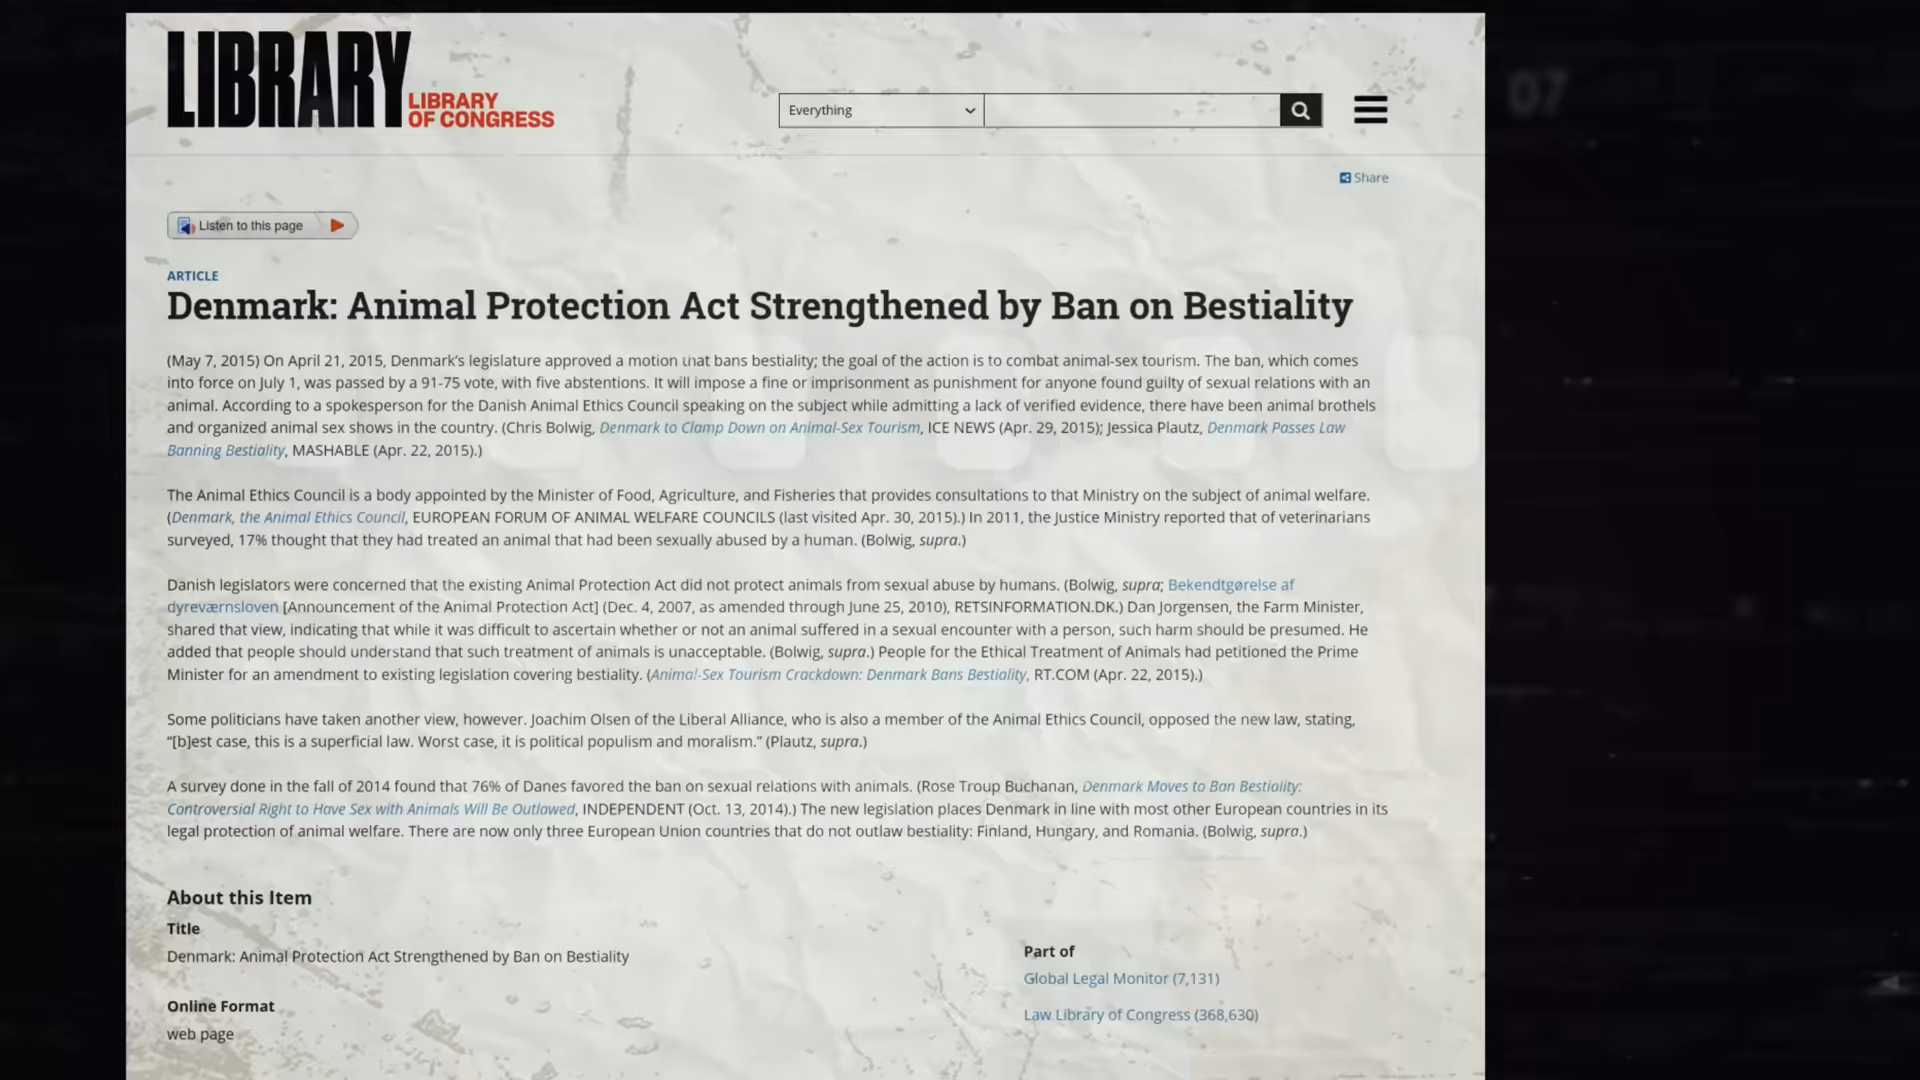 LIBRARY
LIBRARY
OF CONGRESS
Everything
07
Share
Listen to this page
ARTICLE
Denmark: Animal Protection Act Strengthened by Ban on Bestiality
(May 7, 2015) On April 21, 2015, Denmark's legislature approved a motion that bans bestiality; the goal of the action is to combat animal-sex tourism. The ban, which comes
into force on July 1, was passed by a 91-75 vote, with five abstentions. It will impose a fine or imprisonment as punishment for anyone found guilty of sexual relations with an
animal. According to a spokesperson for the Danish Animal Ethics Council speaking on the subject while admitting a lack of verified evidence, there have been animal brothels
and organized animal sex shows in the country. (Chris Bolwig, Denmark to Clamp Down on Animal-Sex Tourism, ICE NEWS (Apr. 29, 2015); Jessica Plautz, Denmark Passes Law
Banning Bestiality, MASHABLE (Apr. 22, 2015).)
The Animal Ethics Council is a body appointed by the Minister of Food, Agriculture, and Fisheries that provides consultations to that Ministry on the subject of animal welfare.
(Denmark, the Animal Ethics Council, EUROPEAN FORUM OF ANIMAL WELFARE COUNCILS (last visited Apr. 30, 2015).) In 2011, the Justice Ministry reported that of veterinarians
surveyed, 17% thought that they had treated an animal that had been sexually abused by a human. (Bolwig, supra.)
Danish legislators were concerned that the existing Animal Protection Act did not protect animals from sexual abuse by humans. (Bolwig, supra; Bekendtgørelse af
dyreværnsloven [Announcement of the Animal Protection Act] (Dec. 4, 2007, as amended through June 25, 2010), RETSINFORMATION.DK.) Dan Jorgensen, the Farm Minister,
shared that view, indicating that while it was difficult to ascertain whether or not an animal suffered in a sexual encounter with a person, such harm should be presumed. He
added that people should understand that such treatment of animals is unacceptable. (Bolwig, supra.) People for the Ethical Treatment of Animals had petitioned the Prime
Minister for an amendment to existing legislation covering bestiality. (Animal-Sex Tourism Crackdown: Denmark Bans Bestiality, RT.COM (Apr. 22, 2015).)
Some politicians have taken another view, however. Joachim Olsen of the Liberal Alliance, who is also a member of the Animal Ethics Council, opposed the new law, stating,
"[b]est case, this is a superficial law. Worst case, it is political populism and moralism." (Plautz, supra.)
A survey done in the fall of 2014 found that 76% of Danes favored the ban on sexual relations with animals. (Rose Troup Buchanan, Denmark Moves to Ban Bestiality:
Controversial Right to Have Sex with Animals Will Be Outlawed, INDEPENDENT (Oct. 13, 2014).) The new legislation places Denmark in line with most other European countries in its
legal protection of animal welfare. There are now only three European Union countries that do not outlaw bestiality: Finland, Hungary, and Romania. (Bolwig, supra.)
About this Item
Title
Denmark: Animal Protection Act Strengthened by Ban on Bestiality
Online Format
web page
Part of
Global Legal Monitor (7,131)
Law Library of Congress (368,630)